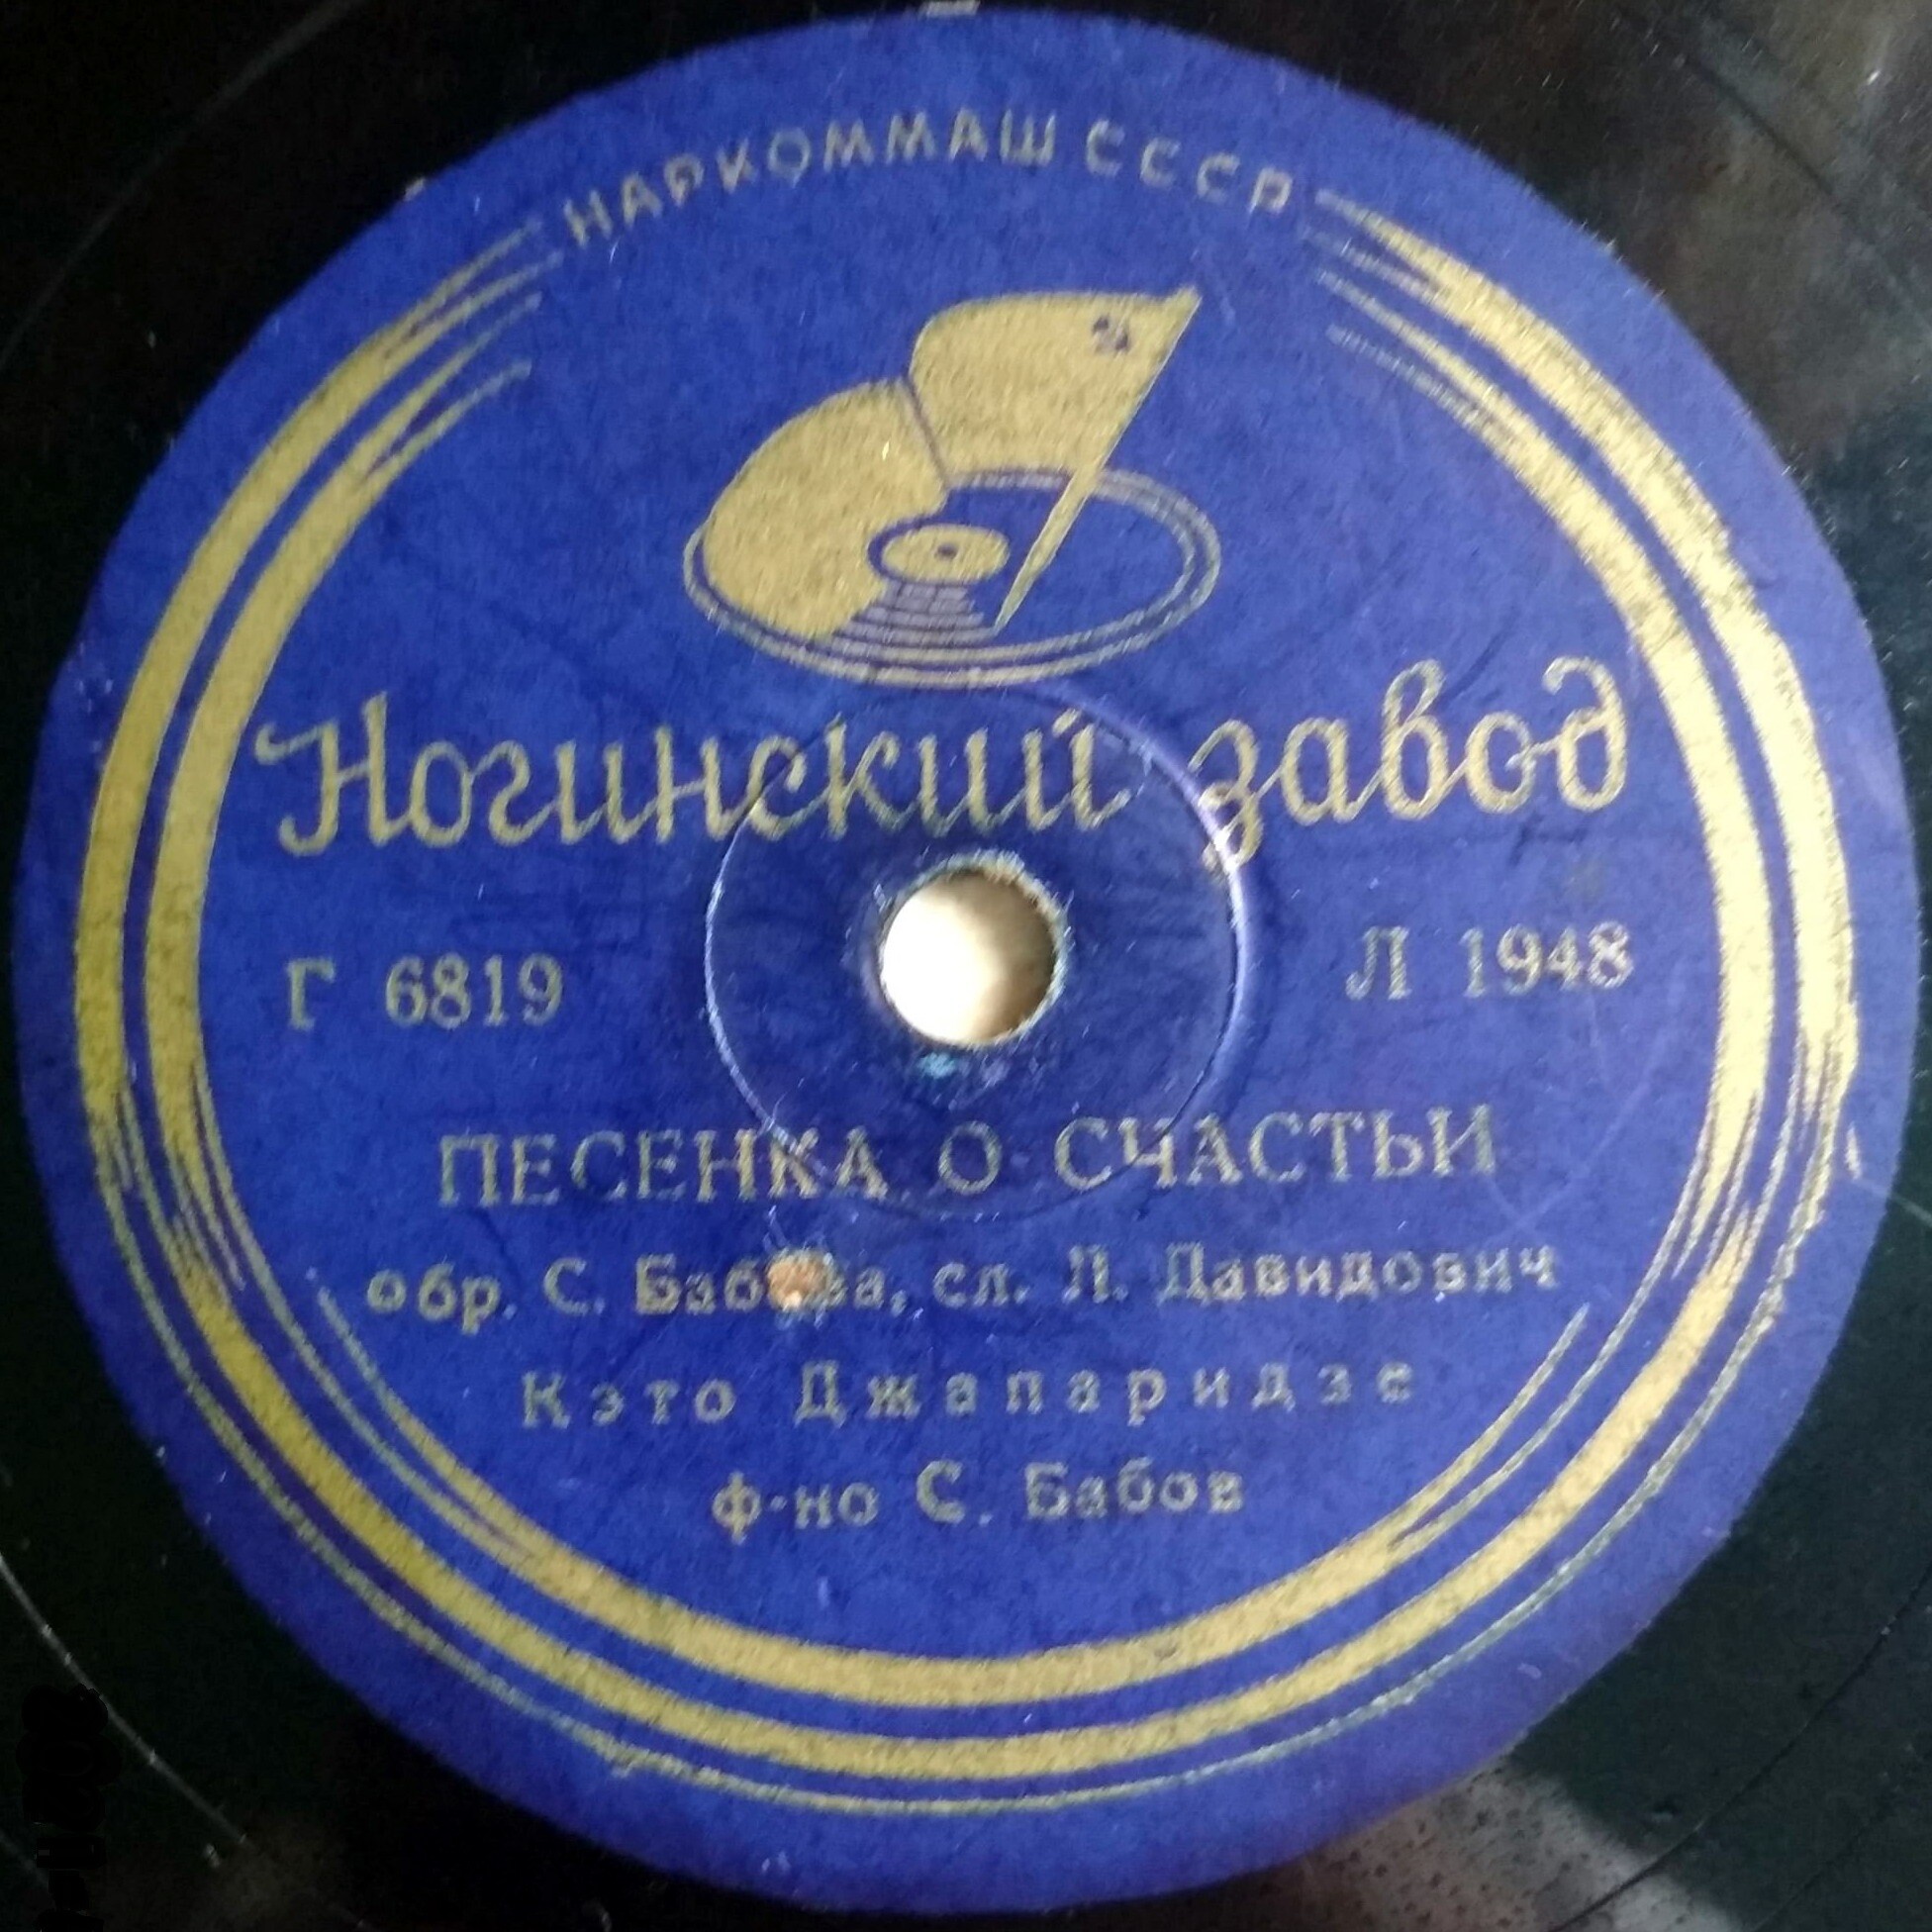 НАРКОММАШ СССР
Ногинский завод
Г 6819 Л 1948
ПЕСЕНКА О СЧАСТЬИ
обр. С. Бабова, сл. Л. Давидович
Кэто Джапаридзе
ф-но С. Бабов